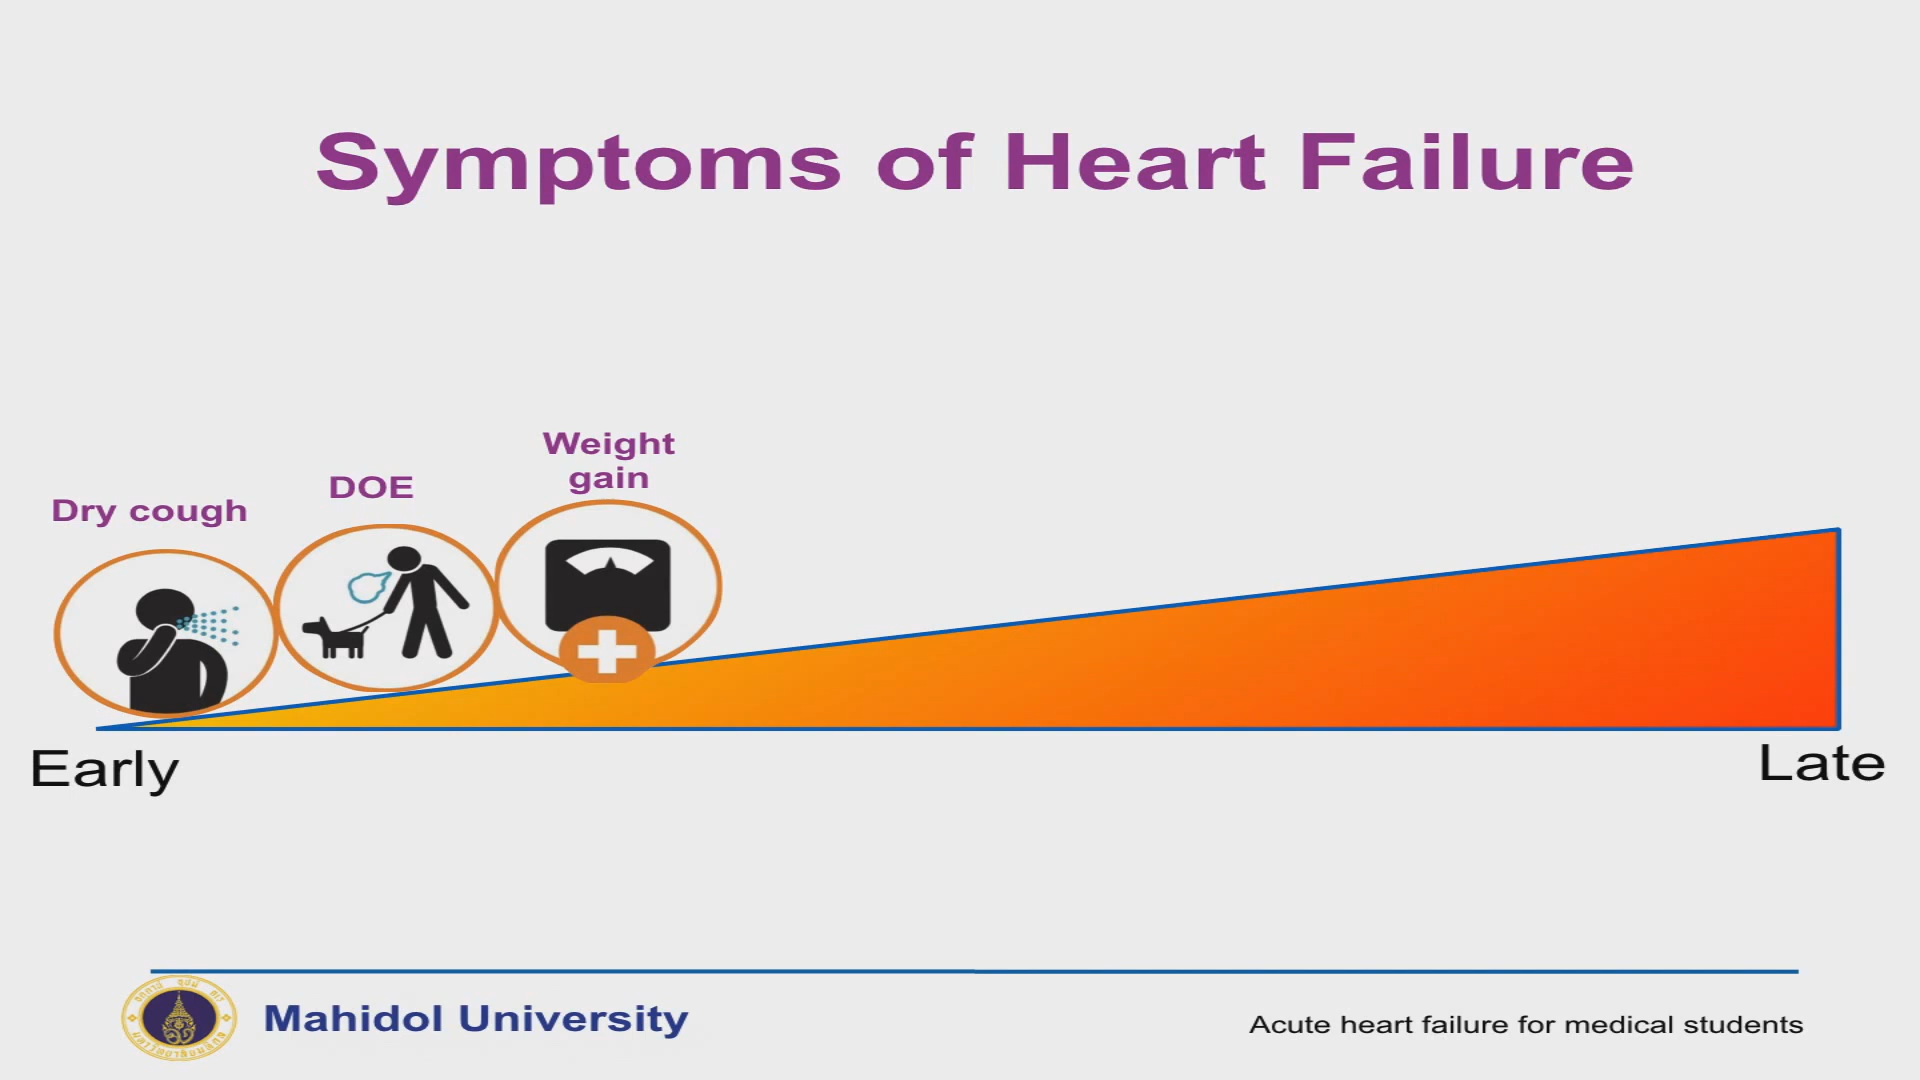 Symptoms of Heart Failure
Dry cough
DOE
Weight
gain
Early
Late
Mahidol University
Acute heart failure for medical students